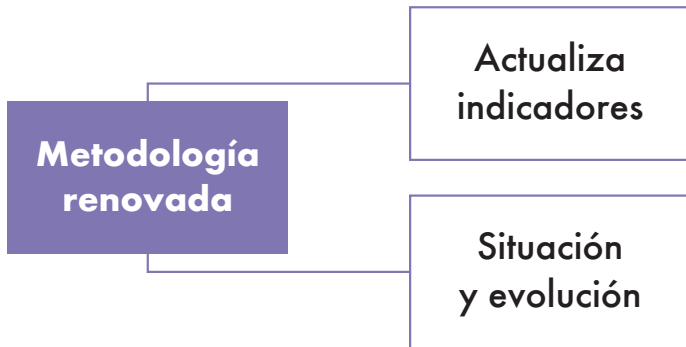 Metodología
renovada
Actualiza
indicadores
Situación
y evolución